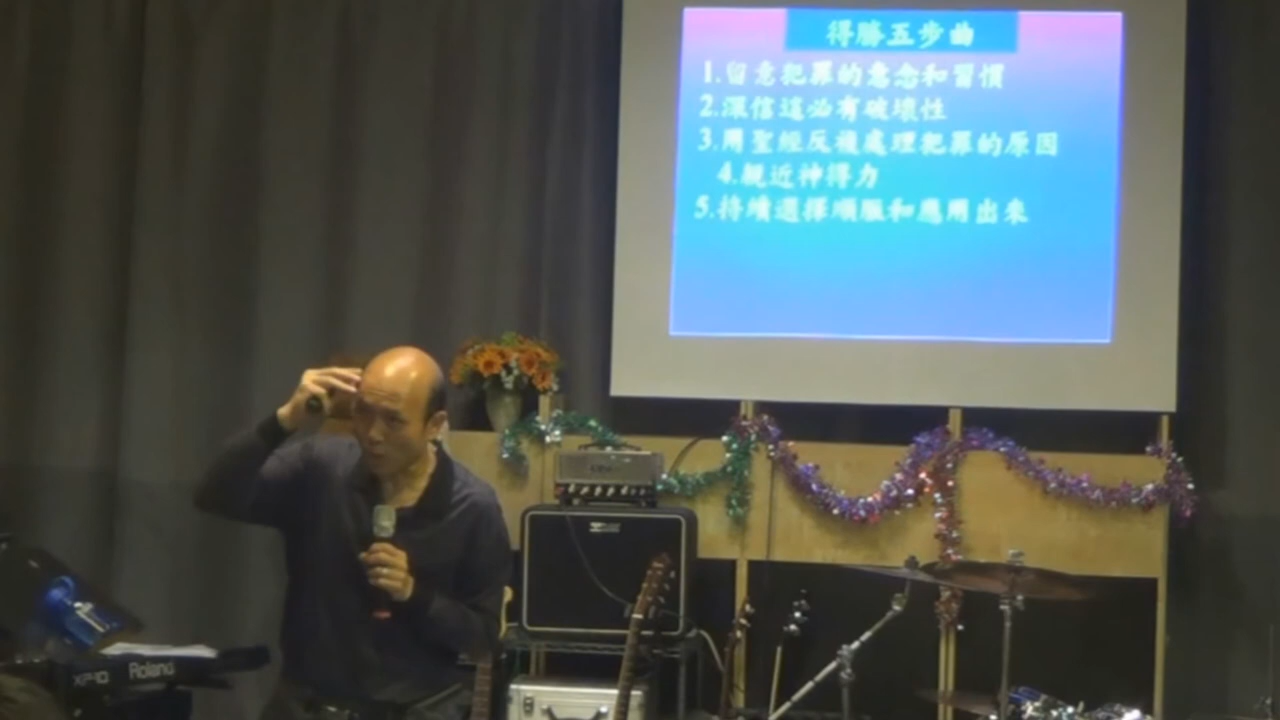 得勝五步曲
1.留意犯罪的意念和習慣
2.深信這必有破壞性
3.用聖經反複處理犯罪的原因
4.親近神得力
5.持續選擇順服和應用出來
Roland
XP-10